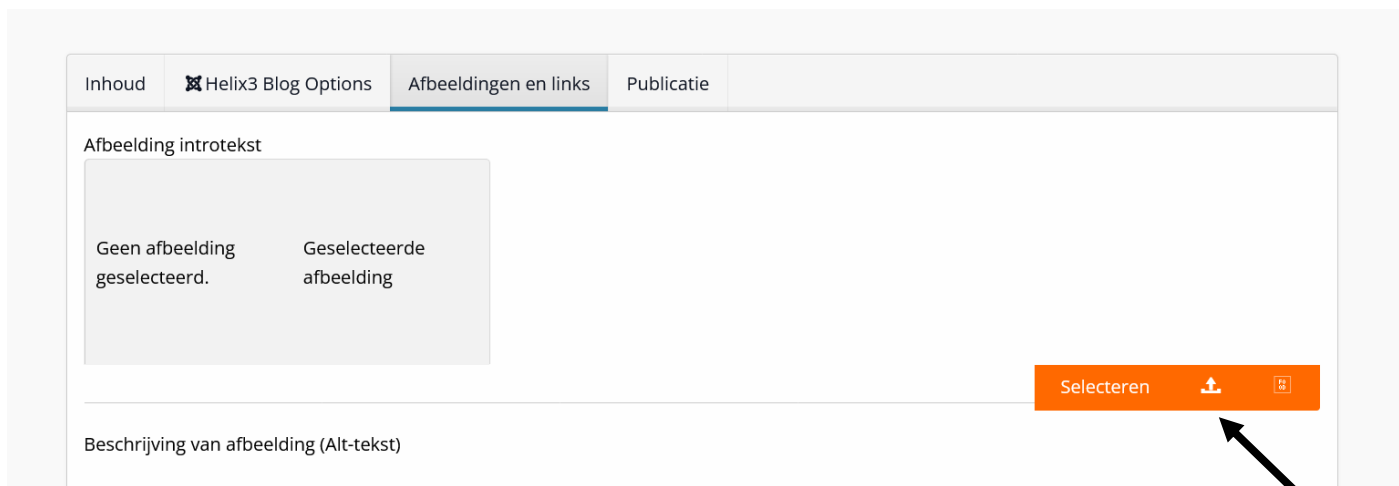 Inhoud Helix3 Blog Options Afbeeldingen en links Publicatie
Afbeelding introtekst
Geen afbeelding geselecteerd.
Geselecteerde afbeelding
Selecteren
Beschrijving van afbeelding (Alt-tekst)